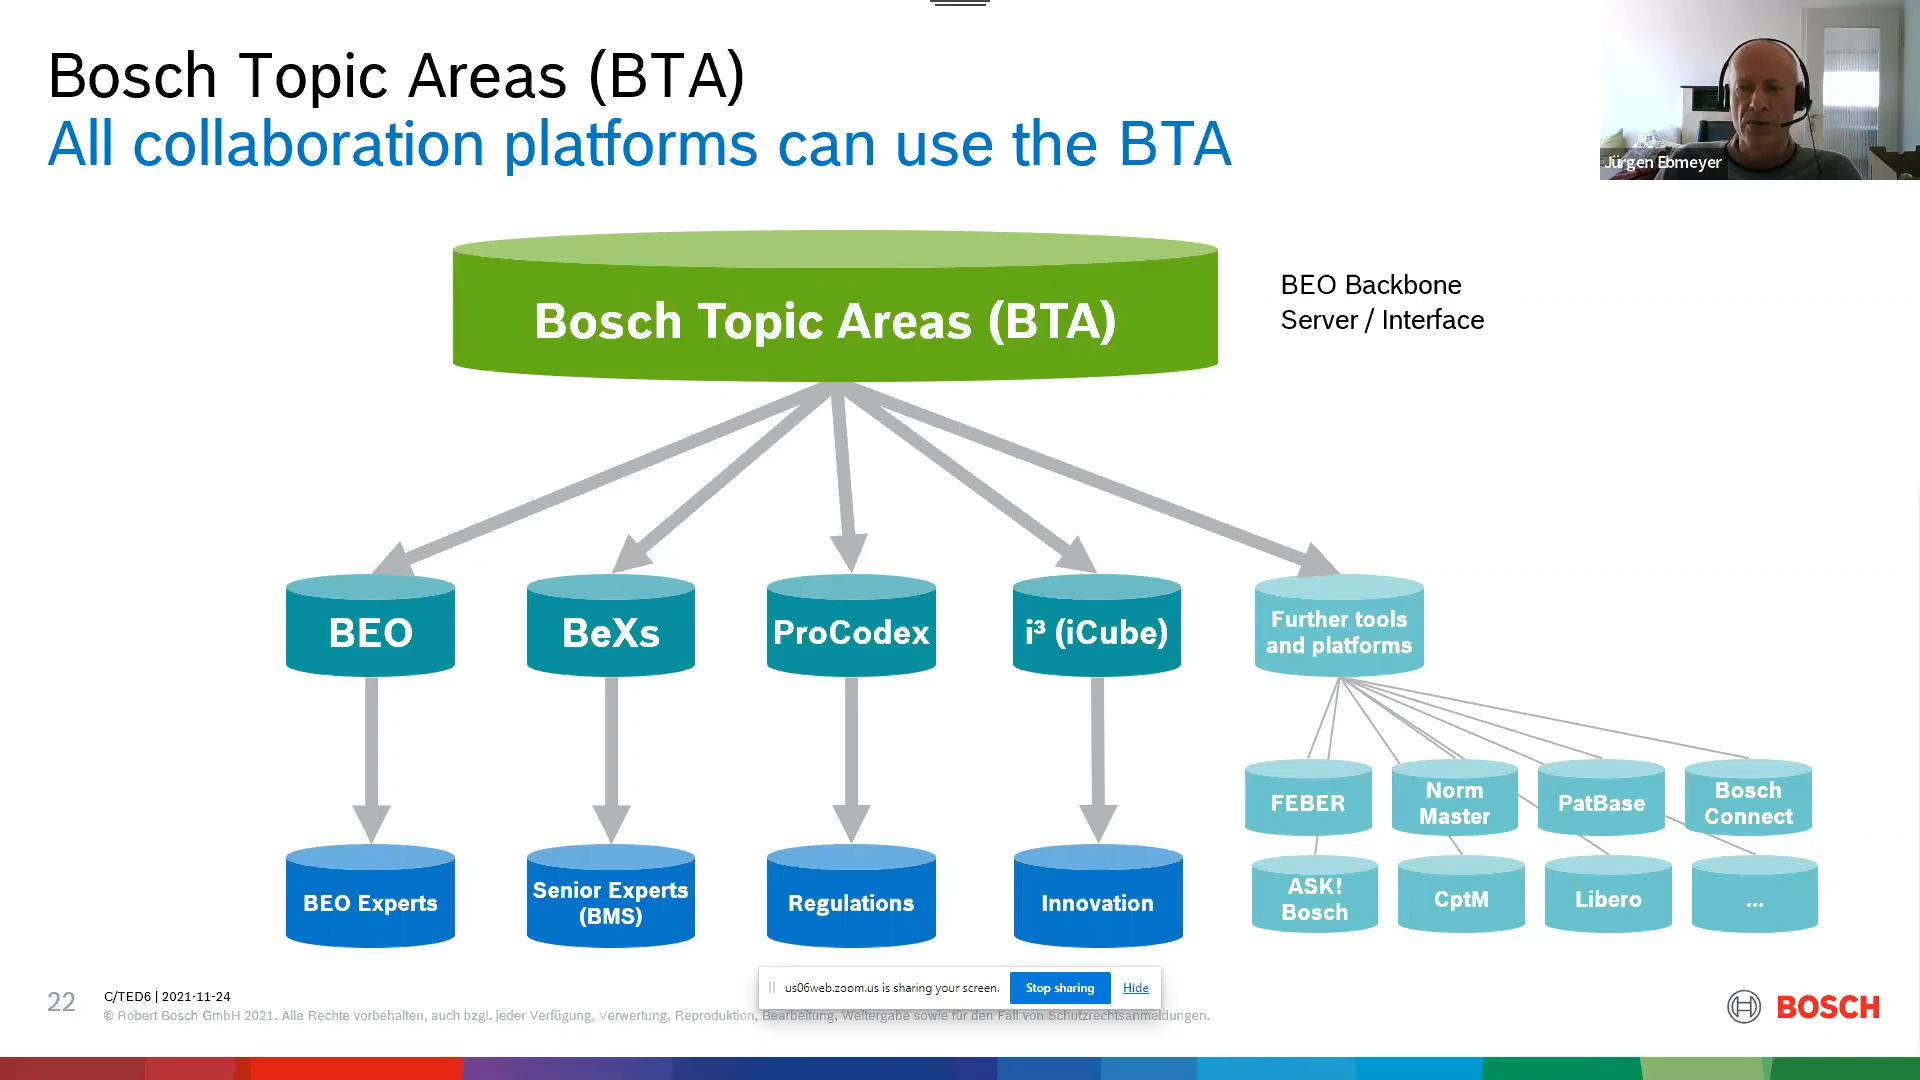 Bosch Topic Areas (BTA)
All collaboration platforms can use the BTA
Jürgen Ebmeyer
Bosch Topic Areas (BTA)
BEO Backbone
Server / Interface
BEO
BeXs
ProCodex
i³ (iCube)
Further tools
and platforms
FEBER
Norm
Master
PatBase
Bosch
Connect
BEO Experts
Senior Experts
(BMS)
Regulations
Innovation
ASK!
Bosch
CptM
Libero
...
us06web.zoom.us is sharing your screen.
Stop sharing
Hide
22
C/TED6 | 2021-11-24
© Robert Bosch GmbH 2021. Alle Rechte vorbehalten, auch bzgl. jeder Verfügung, Verwertung, Reproduktion, Bearbeitung, Weitergabe sowie für den Fall von Schutzrechtsanmeldungen.
BOSCH